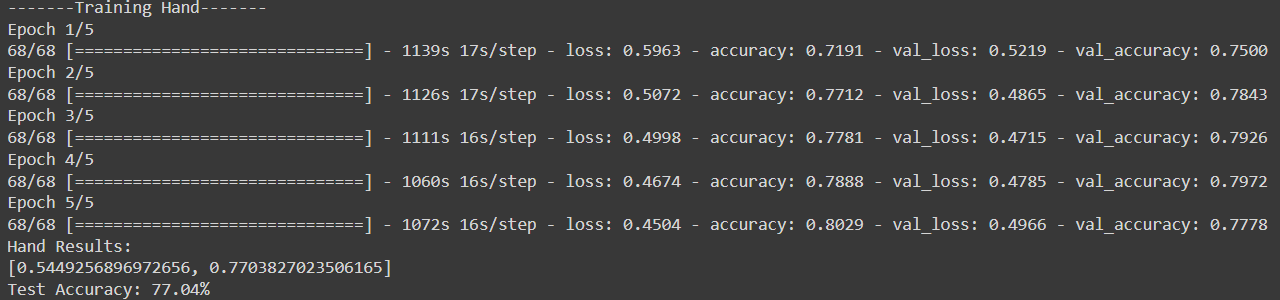 -------Training Hand-------
Epoch 1/5
68/68 [==============================] - 1139s 17s/step - loss: 0.5963 - accuracy: 0.7191 - val_loss: 0.5219 - val_accuracy: 0.7500
Epoch 2/5
68/68 [==============================] - 1126s 17s/step - loss: 0.5072 - accuracy: 0.7712 - val_loss: 0.4865 - val_accuracy: 0.7843
Epoch 3/5
68/68 [==============================] - 1111s 16s/step - loss: 0.4998 - accuracy: 0.7781 - val_loss: 0.4715 - val_accuracy: 0.7926
Epoch 4/5
68/68 [==============================] - 1060s 16s/step - loss: 0.4674 - accuracy: 0.7888 - val_loss: 0.4785 - val_accuracy: 0.7972
Epoch 5/5
68/68 [==============================] - 1072s 16s/step - loss: 0.4504 - accuracy: 0.8029 - val_loss: 0.4966 - val_accuracy: 0.7778
Hand Results:
[0.5449256896972656, 0.7703827023506165]
Test Accuracy: 77.04%